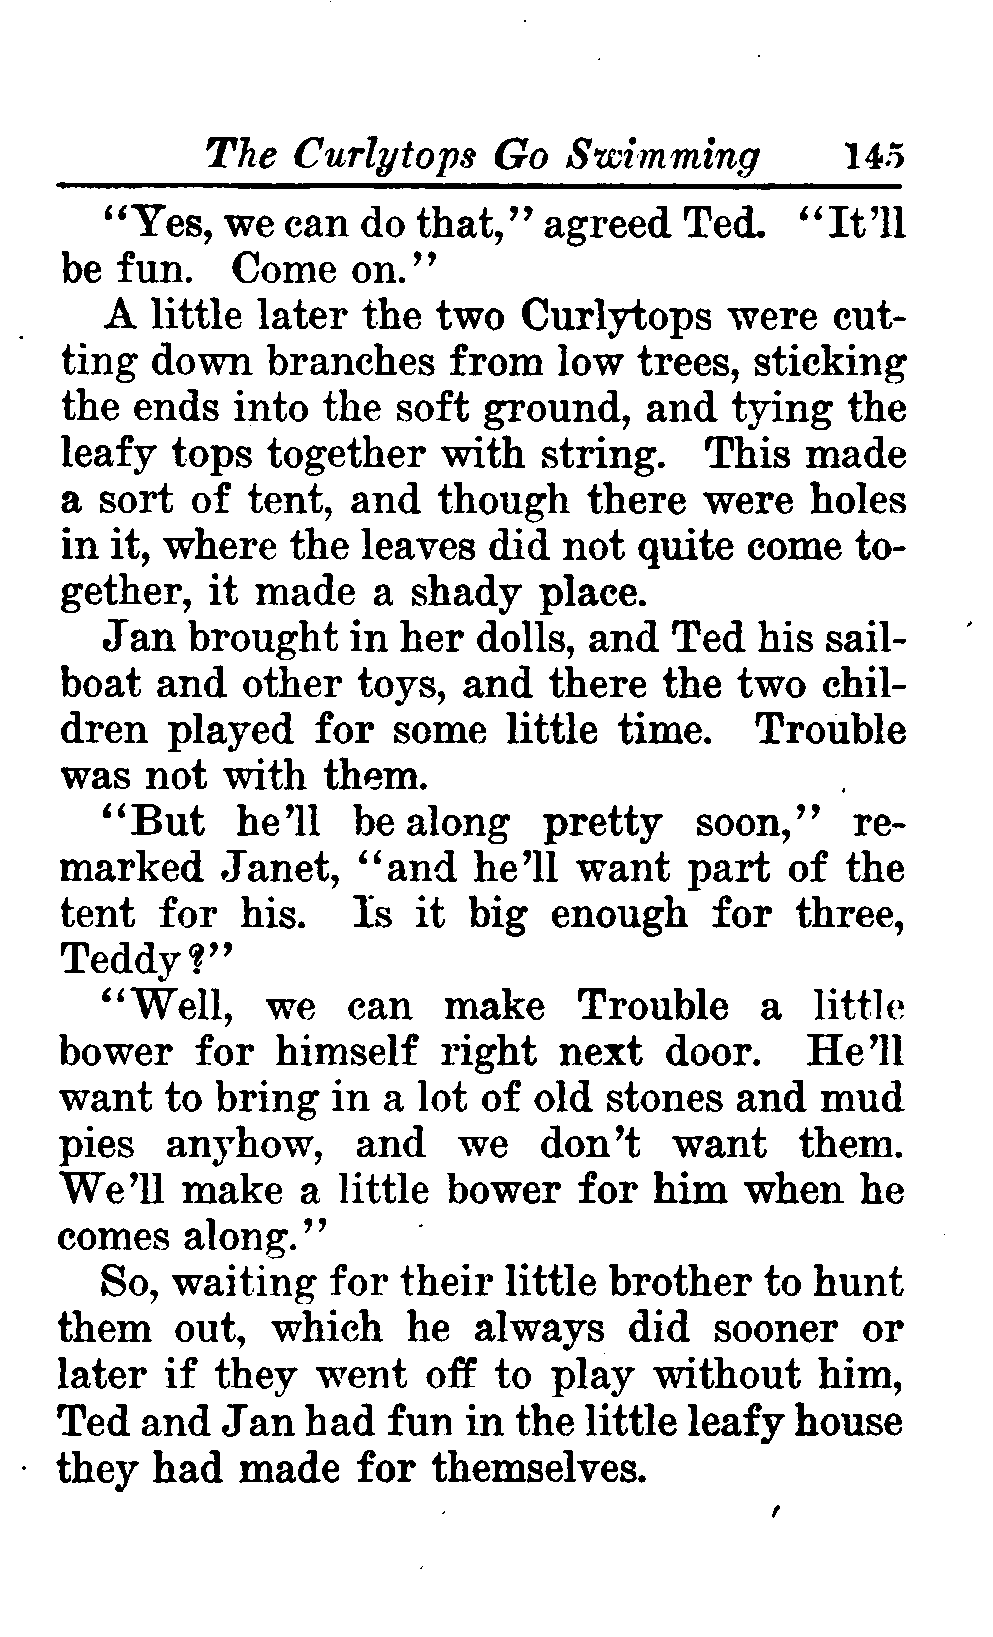 The Curlytops Go Swimming 145
"Yes, we can do that," agreed Ted. "It'll
be fun. Come on."
A little later the two Curlytops were cut-
ting down branches from low trees, sticking
the ends into the soft ground, and tying the
leafy tops together with string. This made
a sort of tent, and though there were holes
in it, where the leaves did not quite come to-
gether, it made a shady place.
Jan brought in her dolls, and Ted his sail-
boat and other toys, and there the two chil-
dren played for some little time. Trouble
was not with them.
"But he'll be along pretty soon," re-
marked Janet, "and he'll want part of the
tent for his. Is it big enough for three,
Teddy?"
"Well, we can make Trouble a little
bower for himself right next door. He'll
want to bring in a lot of old stones and mud
pies anyhow, and we don't want them.
We'll make a little bower for him when he
comes along."
So, waiting for their little brother to hunt
them out, which he always did sooner or
later if they went off to play without him,
Ted and Jan had fun in the little leafy house
they had made for themselves.